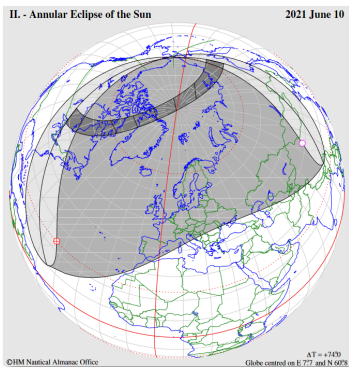 II. - Annular Eclipse of the Sun 2021 June 10
ΔT = +74ˢ0
©HM Nautical Almanac Office Globe centred on E 7°7 and N 60°8